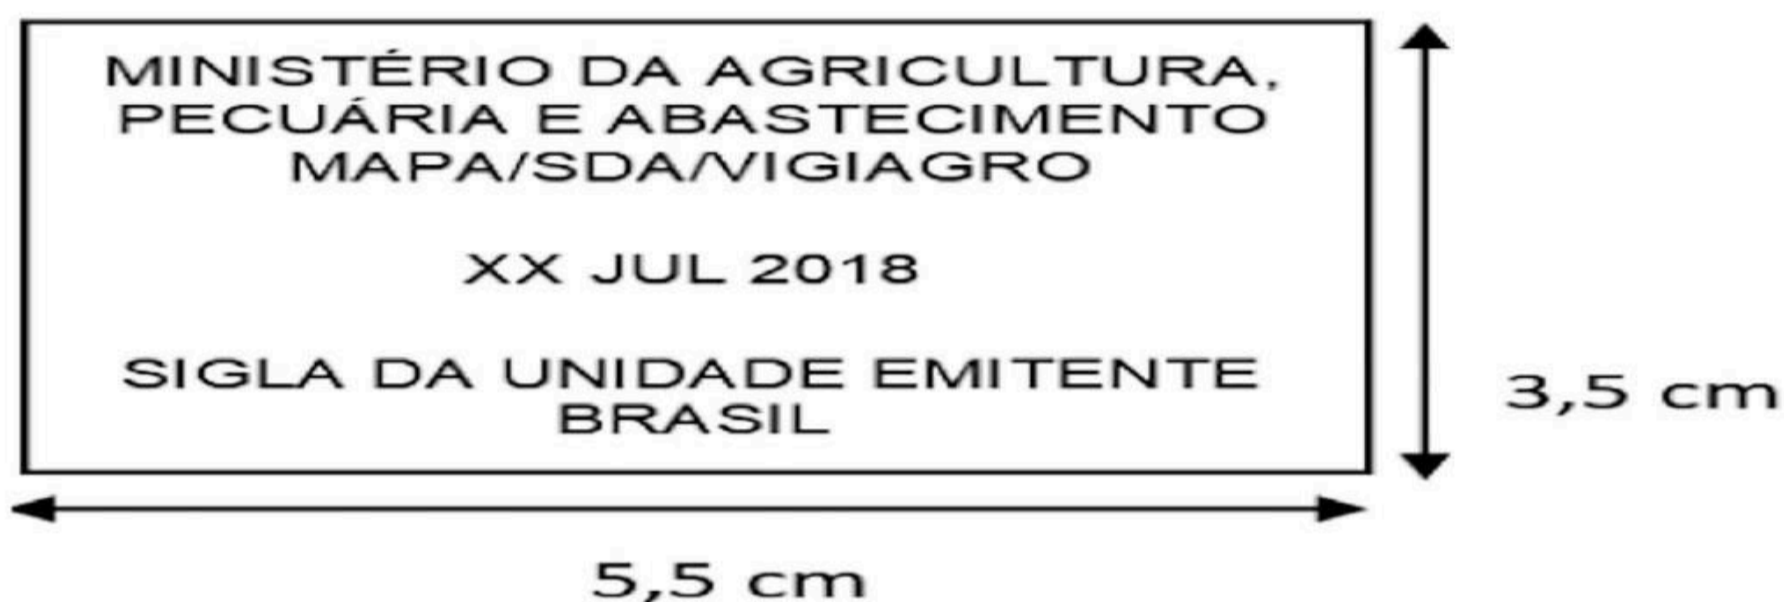 MINISTÉRIO DA AGRICULTURA,
PECUÁRIA E ABASTECIMENTO
MAPA/SDA/VIGIAGRO
XX JUL 2018
SIGLA DA UNIDADE EMITENTE
BRASIL
3,5 cm
5,5 cm